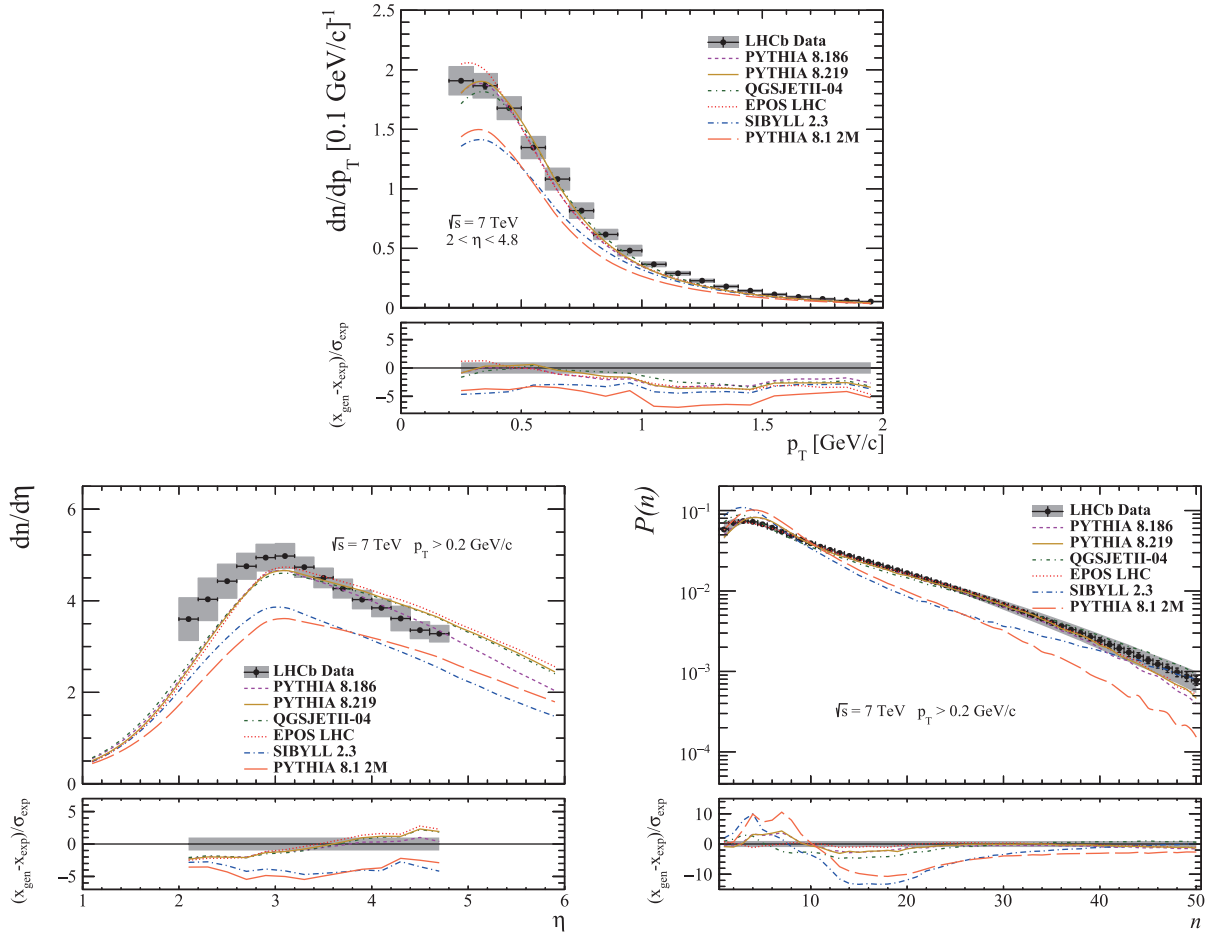 dn/dp_T [0.1 GeV/c]^-1
2.5
2
1.5
1
0.5
0
LHCb Data
PYTHIA 8.186
PYTHIA 8.219
QGSJETII-04
EPOS LHC
SIBYLL 2.3
PYTHIA 8.1 2M
√s = 7 TeV
2 < η < 4.8
(x_gen-x_exp)/σ_exp
5
0
−5
0 0.5 1 1.5 2
p_T [GeV/c]
dn/dη
6
4
2
0
√s = 7 TeV p_T > 0.2 GeV/c
LHCb Data
PYTHIA 8.186
PYTHIA 8.219
QGSJETII-04
EPOS LHC
SIBYLL 2.3
PYTHIA 8.1 2M
(x_gen-x_exp)/σ_exp
5
0
−5
1 2 3 4 5 6
η
P(n)
10^−1
10^−2
10^−3
10^−4
LHCb Data
PYTHIA 8.186
PYTHIA 8.219
QGSJETII-04
EPOS LHC
SIBYLL 2.3
PYTHIA 8.1 2M
√s = 7 TeV p_T > 0.2 GeV/c
(x_gen-x_exp)/σ_exp
10
5
0
−5
−10
10 20 30 40 50
n